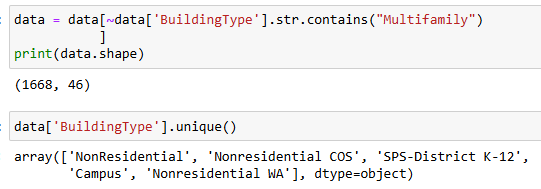 : data = data[~data['BuildingType'].str.contains("Multifamily")
]
print(data.shape)
(1668, 46)
: data['BuildingType'].unique()
array(['NonResidential', 'Nonresidential COS', 'SPS-District K-12',
'Campus', 'Nonresidential WA'], dtype=object)